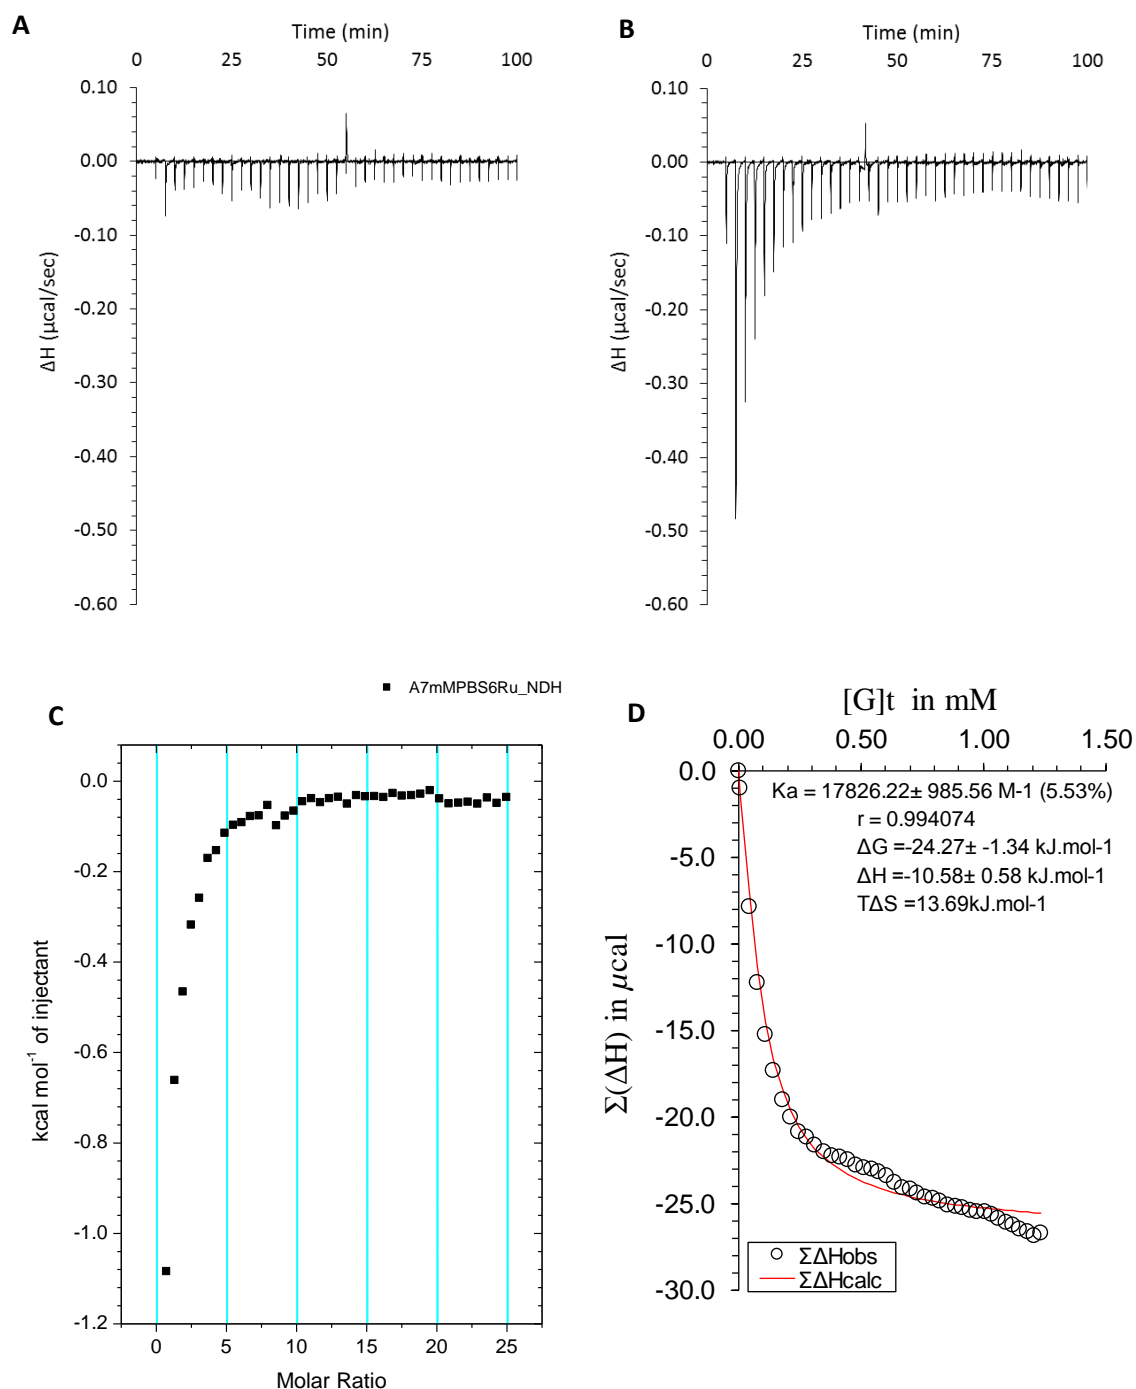 A
Time (min)
0 25 50 75 100
0.10
0.00
-0.10
-0.20
-0.30
-0.40
-0.50
-0.60
ΔH (µcal/sec)
B
Time (min)
0 25 50 75 100
0.10
0.00
-0.10
-0.20
-0.30
-0.40
-0.50
-0.60
ΔH (µcal/sec)
A7mMPBS6Ru_NDH
C
0.0
-0.2
-0.4
-0.6
-0.8
-1.0
-1.2
kcal mol⁻¹ of injectant
0 5 10 15 20 25
Molar Ratio
D
[G]t in mM
0.00 0.50 1.00 1.50
0.0
-5.0
-10.0
-15.0
-20.0
-25.0
-30.0
Σ(ΔH) in µcal
Ka = 17826.22± 985.56 M-1 (5.53%)
r = 0.994074
ΔG =-24.27± -1.34 kJ.mol-1
ΔH =-10.58± 0.58 kJ.mol-1
TΔS =13.69kJ.mol-1
ΣΔHobs
ΣΔHcalc